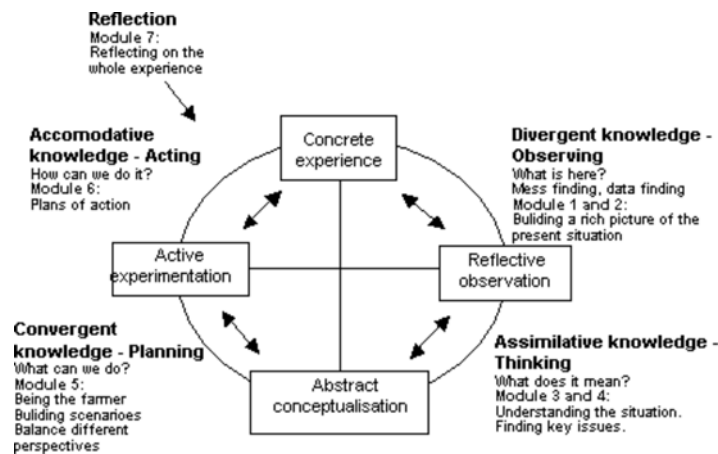 Reflection
Module 7:
Reflecting on the
whole experience
Accomodative
knowledge - Acting
How can we do it?
Module 6:
Plans of action
Concrete
experience
Divergent knowledge -
Observing
What is here?
Mess finding, data finding
Module 1 and 2:
Buliding a rich picture of the
present situation
Active
experimentation
Reflective
observation
Convergent
knowledge - Planning
What can we do?
Module 5:
Being the farmer
Buliding scenarioes
Balance different
perspectives
Abstract
conceptualisation
Assimilative knowledge -
Thinking
What does it mean?
Module 3 and 4:
Understanding the situation.
Finding key issues.